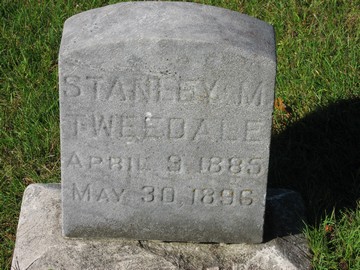 STANLEY M
TWEEDALE
APRIL 9 1885
MAY 30 1896